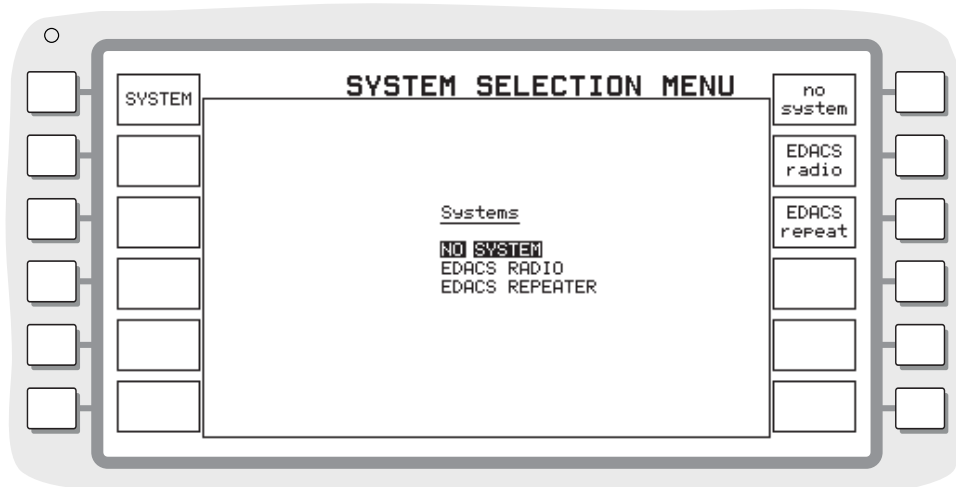 SYSTEM SELECTION MENU
SYSTEM
Systems
NO SYSTEM
EDACS RADIO
EDACS REPEATER
no
system
EDACS
radio
EDACS
repeat